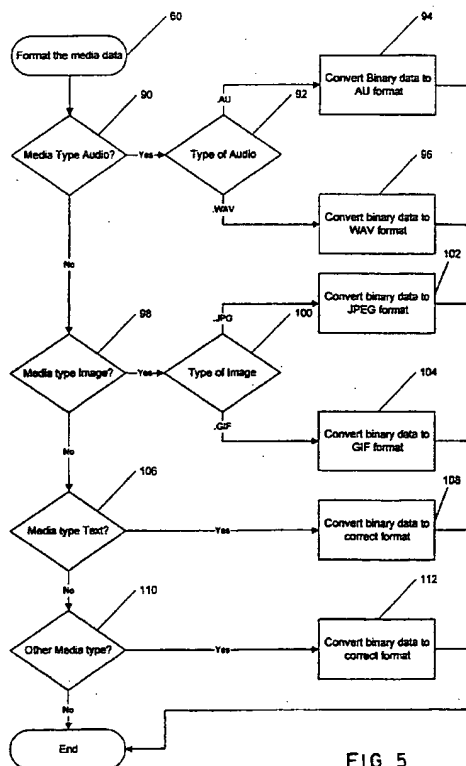 60
Format the media data
90
Media Type Audio?
Yes
92
Type of Audio
.AU
94
Convert Binary data to
AU format
.WAV
96
Convert binary data to
WAV format
No
98
Media type Image?
Yes
100
Type of Image
.JPG
102
Convert binary data to
JPEG format
.GIF
104
Convert binary data to
GIF format
No
106
Media type Text?
Yes
108
Convert binary data to
correct format
No
110
Other Media type?
Yes
112
Convert binary data to
correct format
No
End
FIG 5